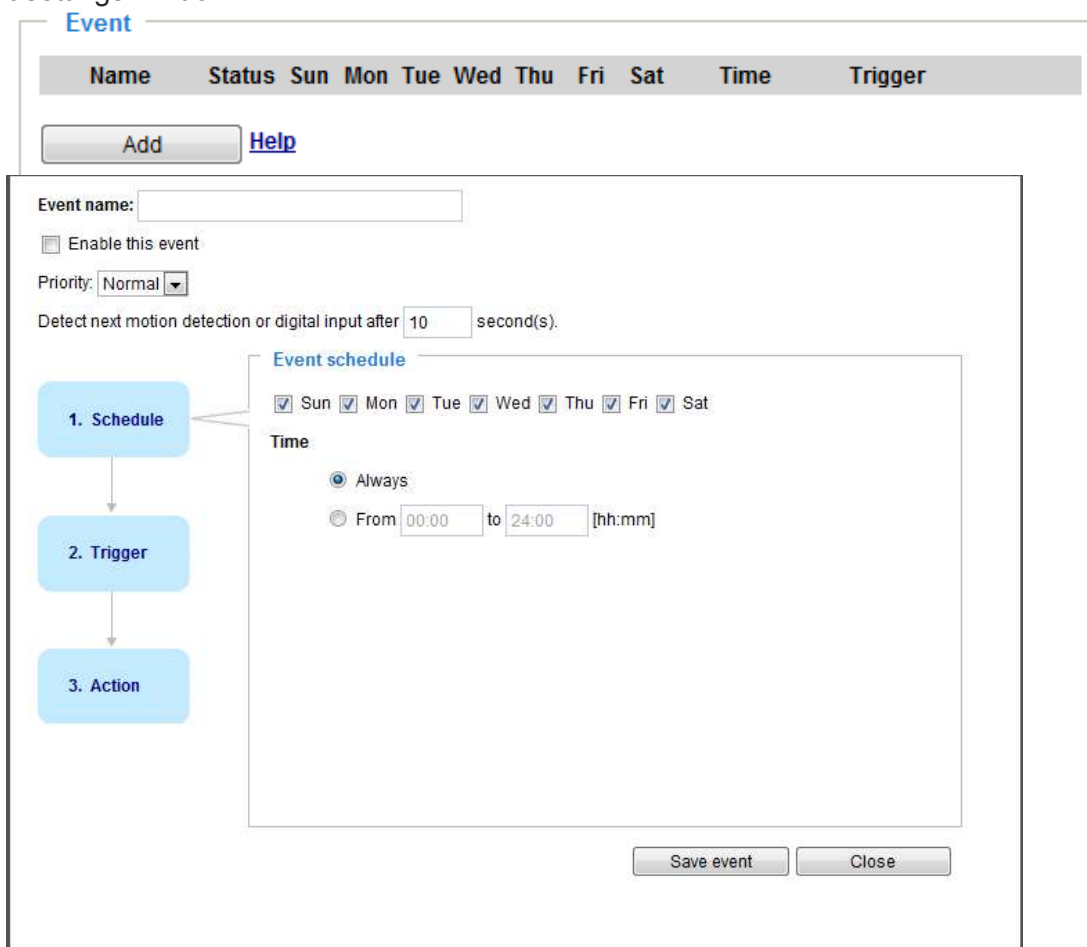 Event
Name Status Sun Mon Tue Wed Thu Fri Sat Time Trigger
Add Help
Event name:
Enable this event
Priority: Normal
Detect next motion detection or digital input after 10 second(s).
Event schedule
Sun Mon Tue Wed Thu Fri Sat
Time
Always
From 00:00 to 24:00 [hh:mm]
1. Schedule
2. Trigger
3. Action
Save event Close